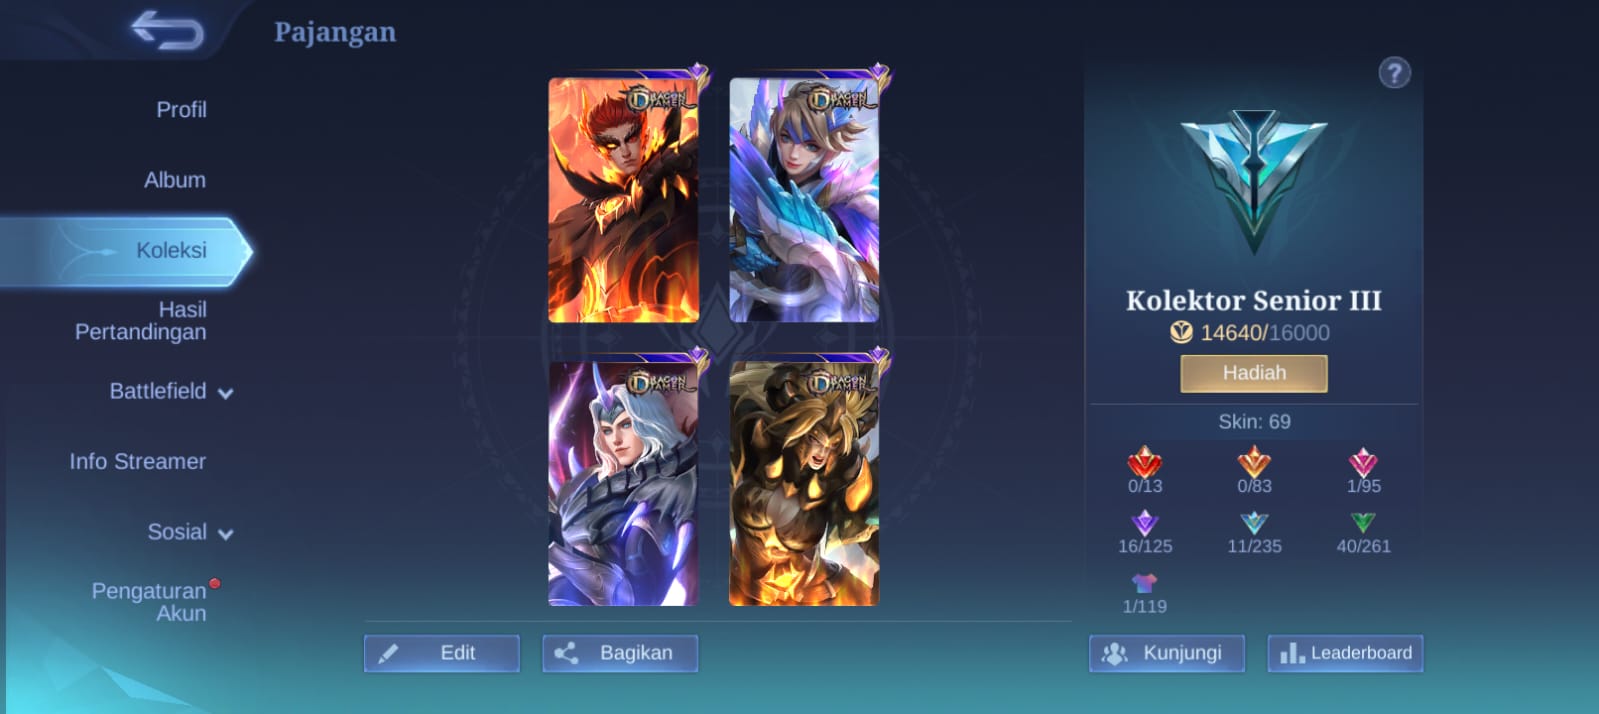 Pajangan
Profil
Album
Koleksi
Hasil
Pertandingan
Battlefield
Info Streamer
Sosial
Pengaturan
Akun
DRAGON
TAMER
DRAGON
TAMER
DRAGON
TAMER
DRAGON
TAMER
Edit
Bagikan
?
Kolektor Senior III
14640/16000
Hadiah
Skin: 69
0/13
0/83
1/95
16/125
11/235
40/261
1/119
Kunjungi
Leaderboard